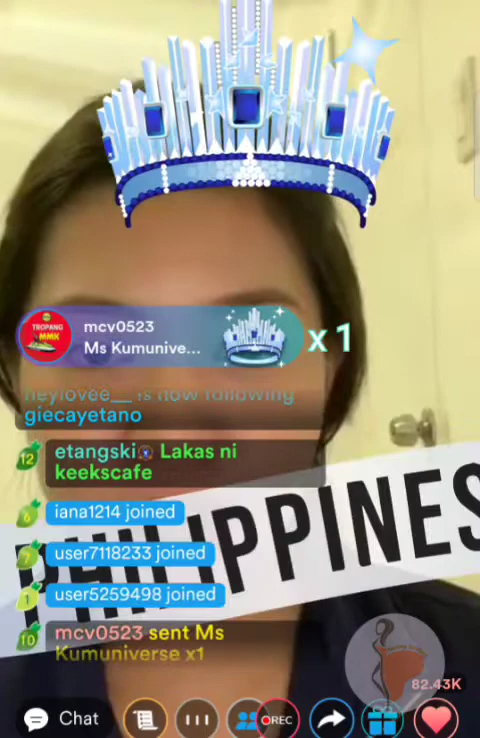 TROPANG
MMK
mcv0523
Ms Kumunive...
x 1
heylovee__ is now following
giecayetano
12
etangski Lakas ni
keekscafe
6
iana1214 joined
7
user7118233 joined
1
user5259498 joined
10
mcv0523 sent Ms
Kumuniverse x1
PHILIPPINES
82.43K
Chat
REC